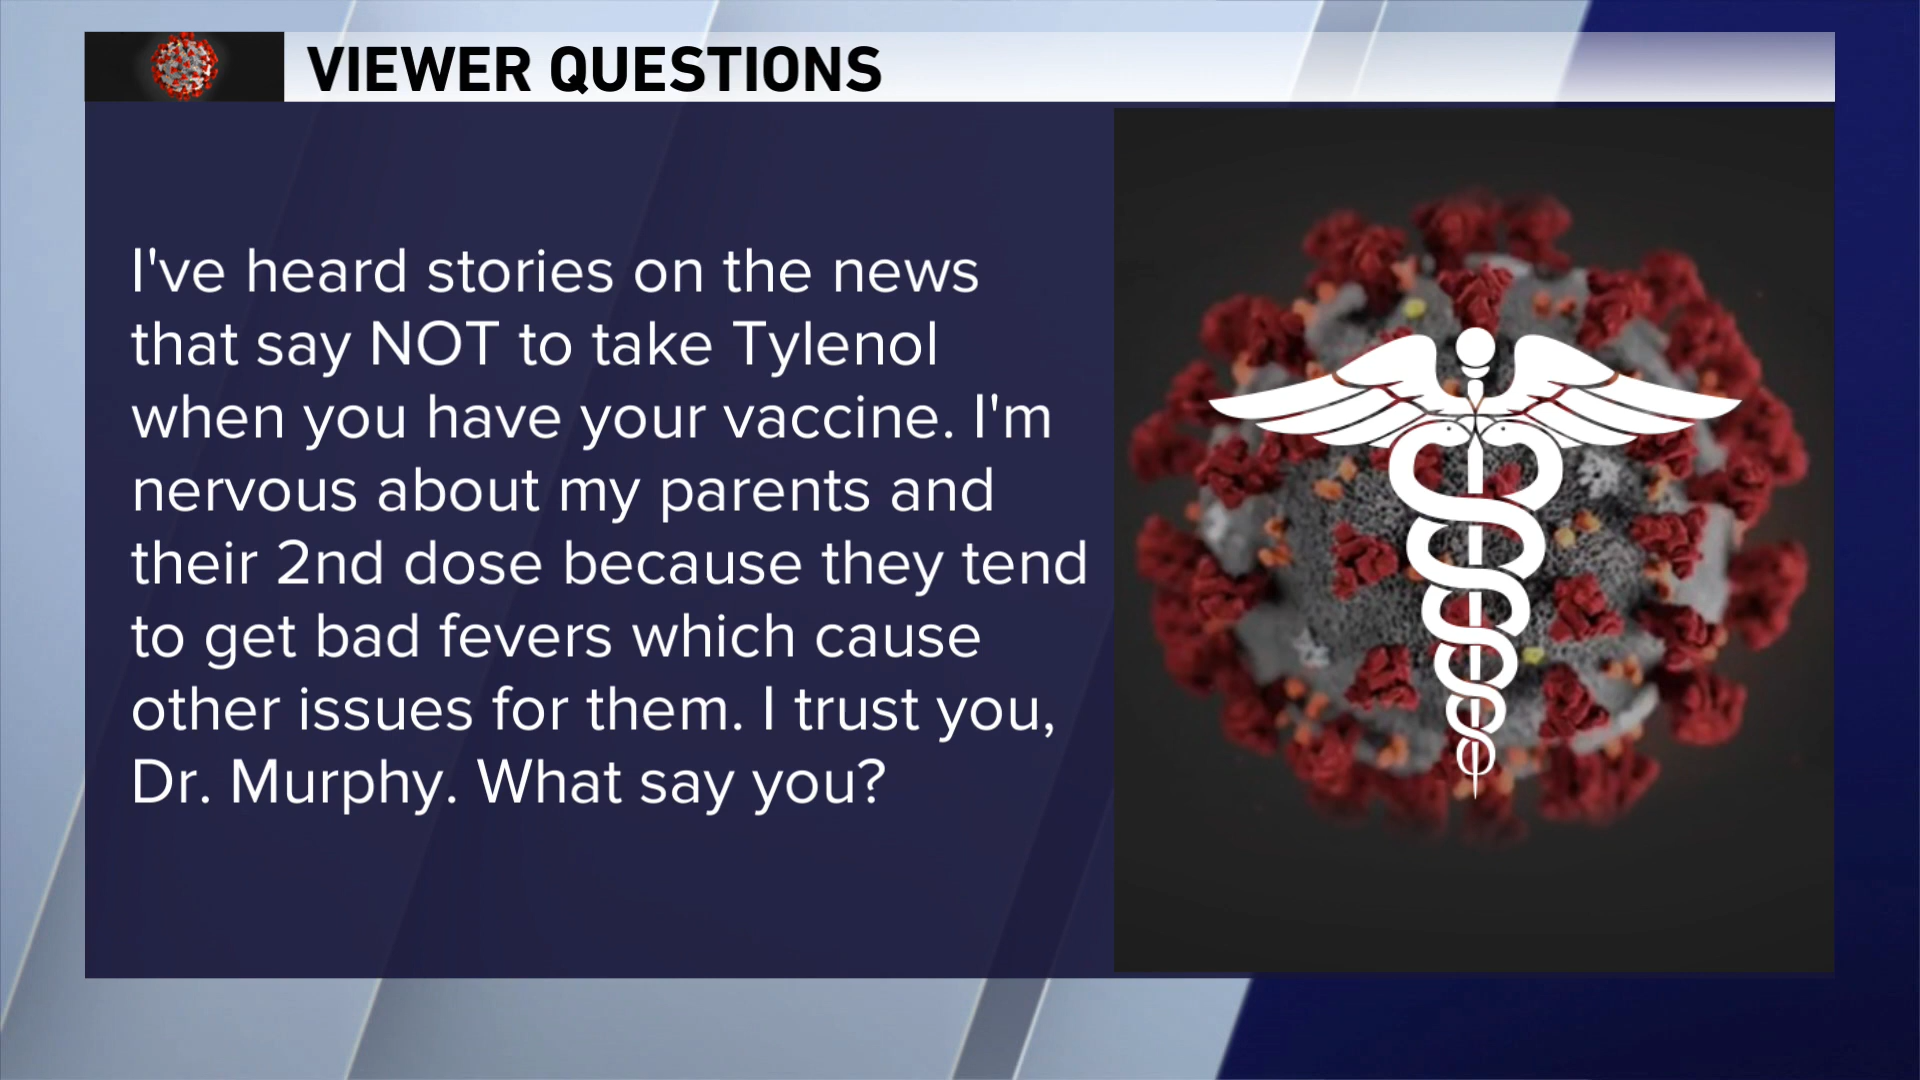 VIEWER QUESTIONS
I've heard stories on the news
that say NOT to take Tylenol
when you have your vaccine. I'm
nervous about my parents and
their 2nd dose because they tend
to get bad fevers which cause
other issues for them. I trust you,
Dr. Murphy. What say you?